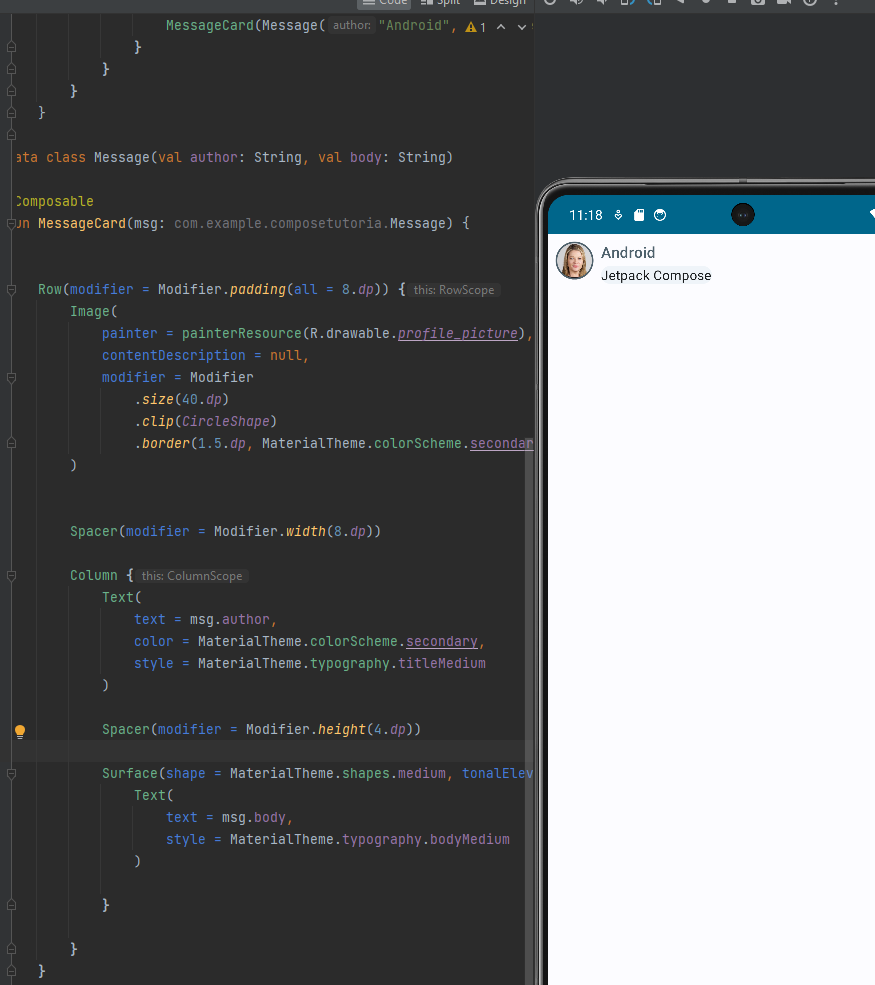 Code Split Design
MessageCard(Message( author: "Android", 1
}
}
}
}
ata class Message(val author: String, val body: String)
Composable
un MessageCard(msg: com.example.composetutoria.Message) {
Row(modifier = Modifier.padding(all = 8.dp)) { this: RowScope
Image(
painter = painterResource(R.drawable.profile_picture),
contentDescription = null,
modifier = Modifier
.size(40.dp)
.clip(CircleShape)
.border(1.5.dp, MaterialTheme.colorScheme.secondar
)
Spacer(modifier = Modifier.width(8.dp))
Column { this: ColumnScope
Text(
text = msg.author,
color = MaterialTheme.colorScheme.secondary,
style = MaterialTheme.typography.titleMedium
)
Spacer(modifier = Modifier.height(4.dp))
Surface(shape = MaterialTheme.shapes.medium, tonalElev
Text(
text = msg.body,
style = MaterialTheme.typography.bodyMedium
)
}
}
}
11:18
Android
Jetpack Compose